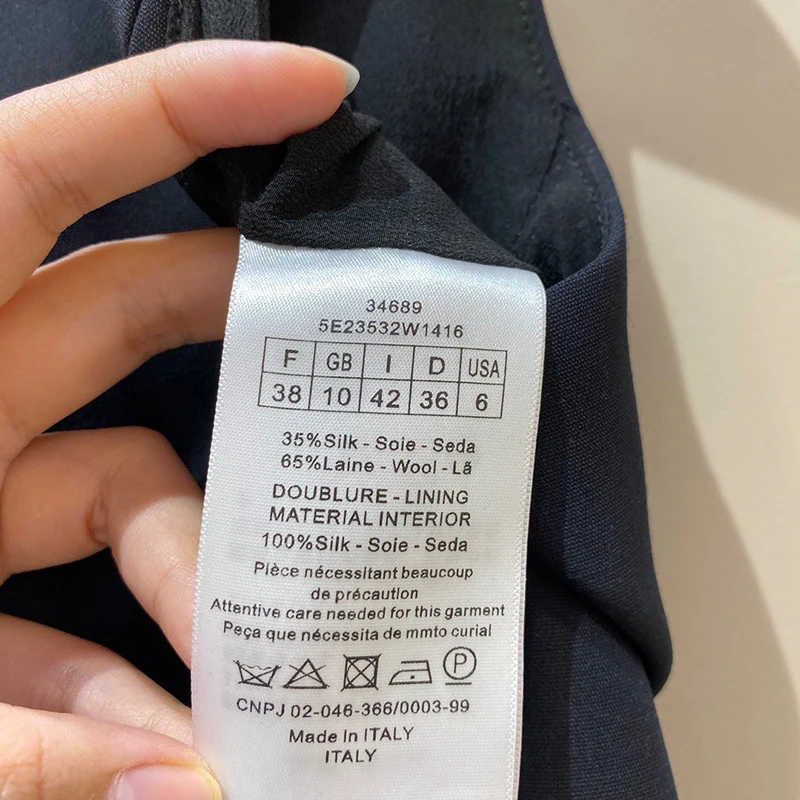 34689
5E23532W1416
F GB I D USA
38 10 42 36 6
35%Silk - Soie - Seda
65%Laine - Wool - Lã
DOUBLURE - LINING
MATERIAL INTERIOR
100%Silk - Soie - Seda
Pièce nécessitant beaucoup
de précaution
Attentive care needed for this garment
Peça que nécessita de mmto curial
P
CNPJ 02-046-366/0003-99
Made In ITALY
ITALY